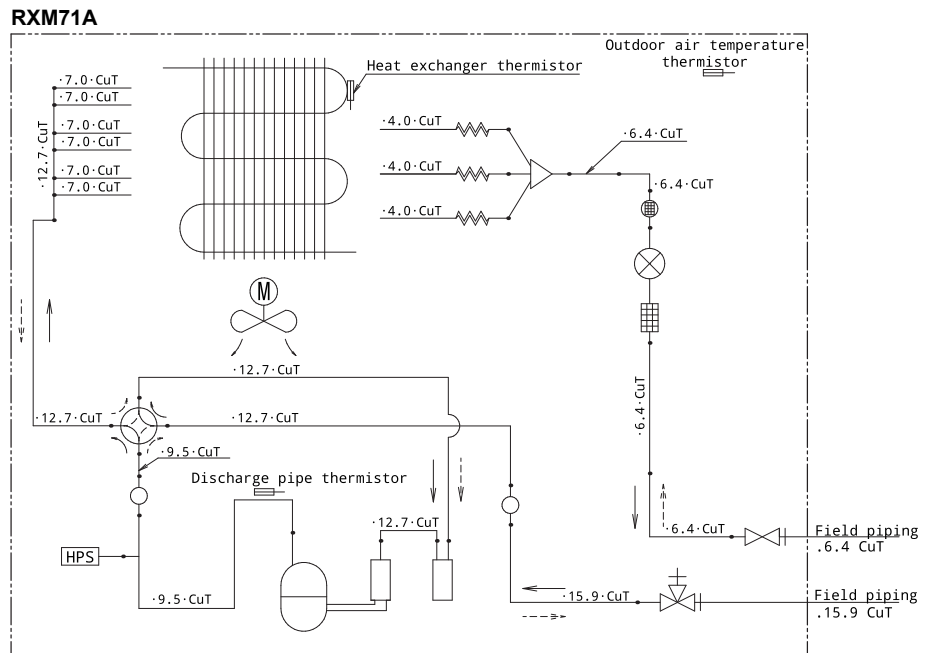 RXM71A
Outdoor air temperature
thermistor
Heat exchanger thermistor
·7.0·CuT
·7.0·CuT
·7.0·CuT
·7.0·CuT
·7.0·CuT
·7.0·CuT
·12.7·CuT
·4.0·CuT
·4.0·CuT
·4.0·CuT
·6.4·CuT
·6.4·CuT
M
·12.7·CuT
·12.7·CuT
·12.7·CuT
·6.4·CuT
·9.5·CuT
Discharge pipe thermistor
·12.7·CuT
·6.4·CuT
Field piping
.6.4 CuT
HPS
·9.5·CuT
·15.9·CuT
Field piping
.15.9 CuT